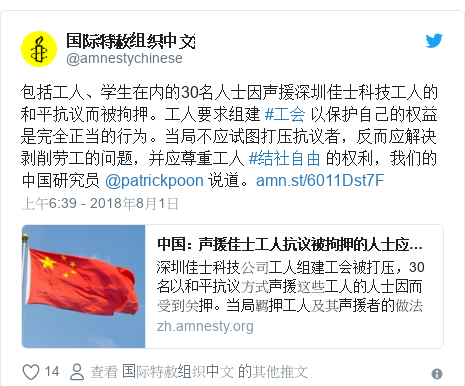 国际特赦组织中文
@amnestychinese
包括工人、学生在内的30名人士因声援深圳佳士科技工人的
和平抗议而被拘押。工人要求组建 #工会 以保护自己的权益
是完全正当的行为。当局不应试图打压抗议者，反而应解决
剥削劳工的问题，并应尊重工人 #结社自由 的权利，我们的
中国研究员 @patrickpoon 说道。amn.st/6011Dst7F
上午6:39 - 2018年8月1日
中国：声援佳士工人抗议被拘押的人士应…
深圳佳士科技公司工人组建工会被打压，30
名以和平抗议方式声援这些工人的人士因而
受到关押。当局羁押工人及其声援者的做法
zh.amnesty.org
14 查看 国际特赦组织中文 的其他推文